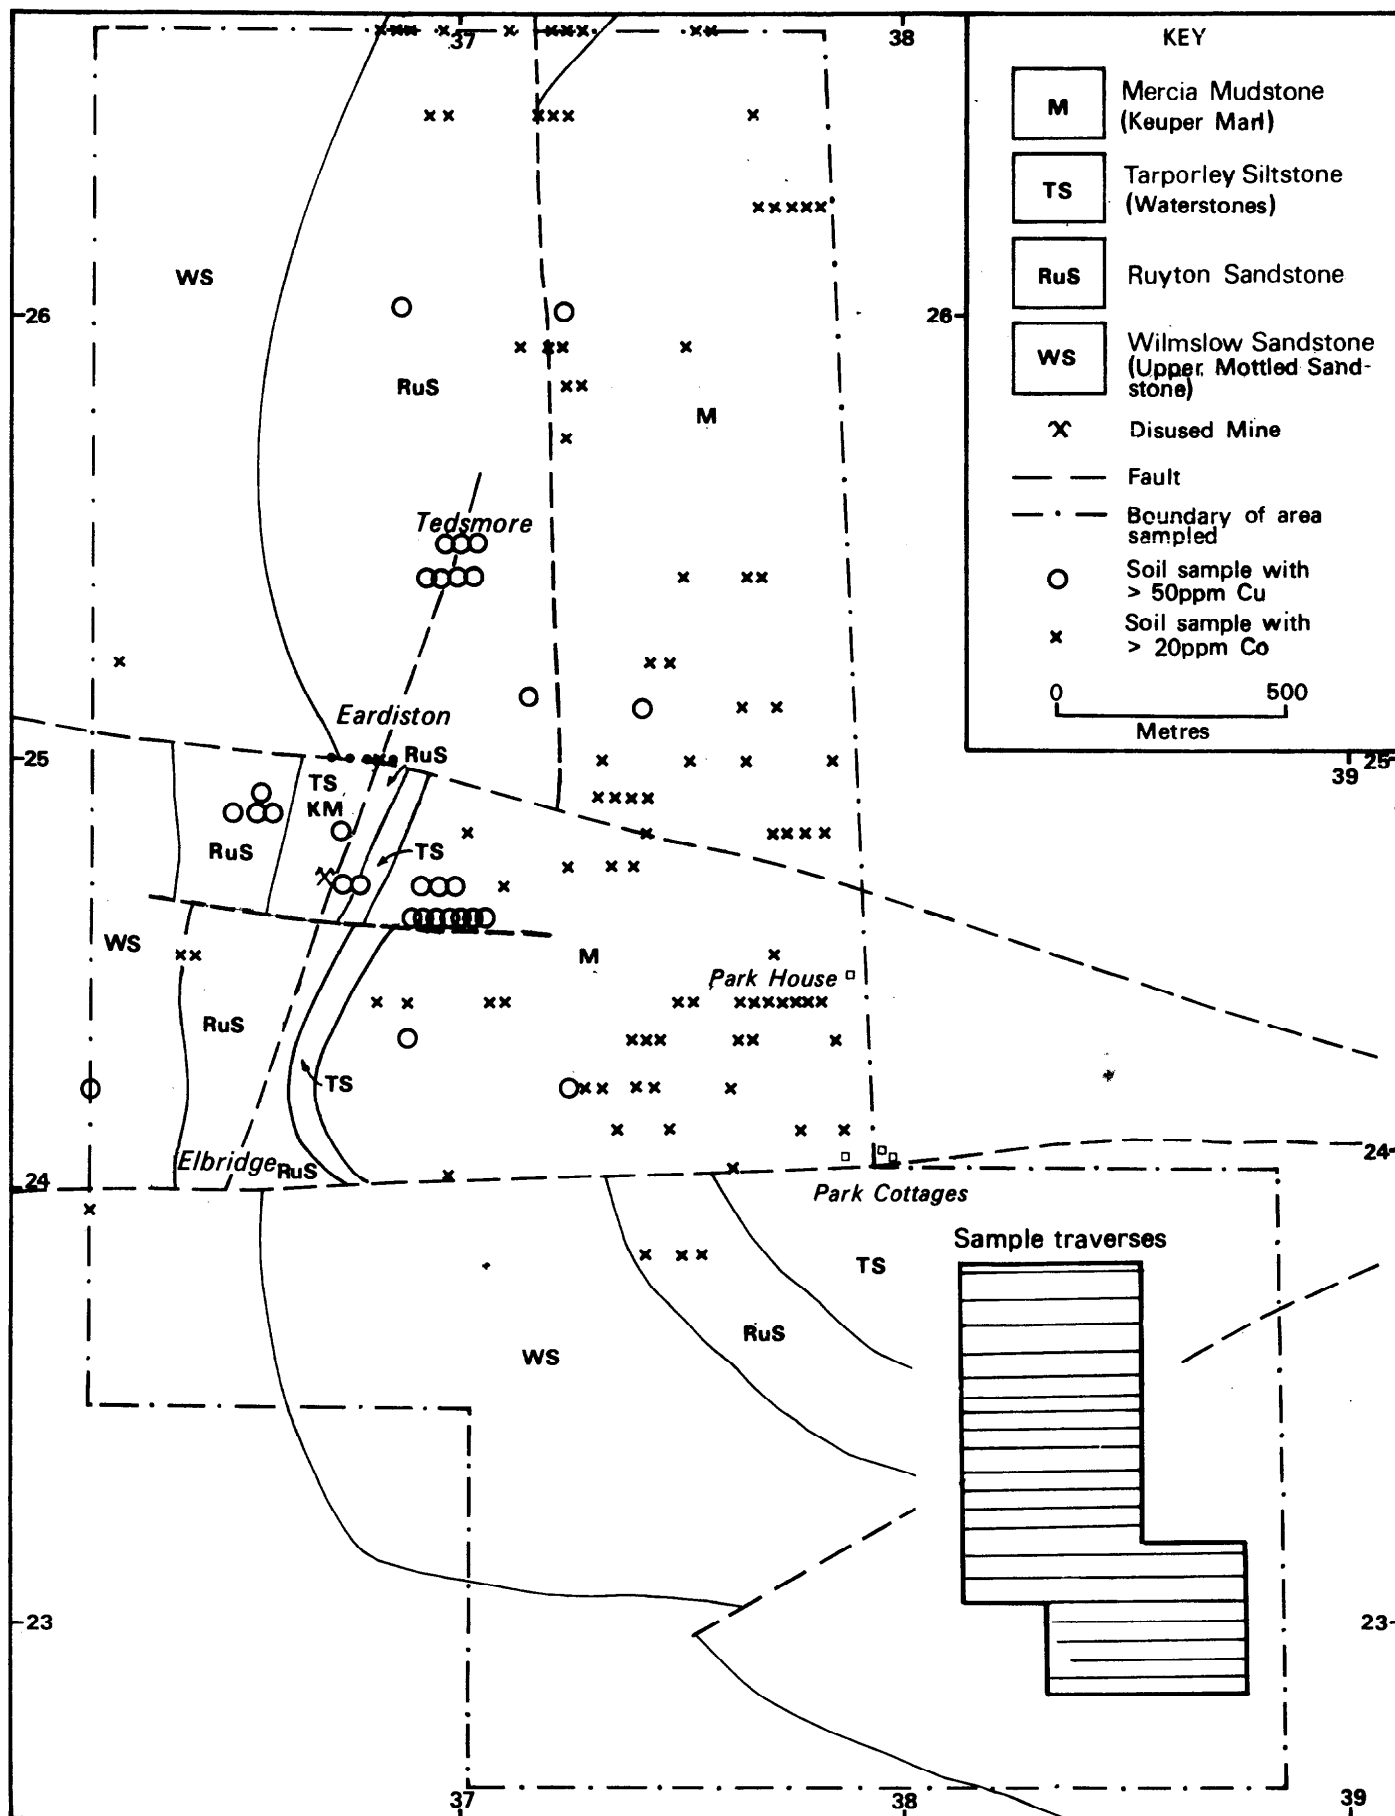 37
38
KEY
M
Mercia Mudstone
(Keuper Marl)
TS
Tarporley Siltstone
(Waterstones)
RuS
Ruyton Sandstone
WS
Wilmslow Sandstone
(Upper Mottled Sand-
stone)
Disused Mine
Fault
Boundary of area
sampled
Soil sample with
> 50ppm Cu
Soil sample with
> 20ppm Co
0 500
Metres
WS
26
26
RuS
M
Tedsmore
Eardiston
RuS
25
25
39
TS
KM
RuS
TS
WS
M
Park House
RuS
TS
Elbridge
RuS
24
24
Park Cottages
Sample traverses
TS
RuS
WS
23
23
37
38
39